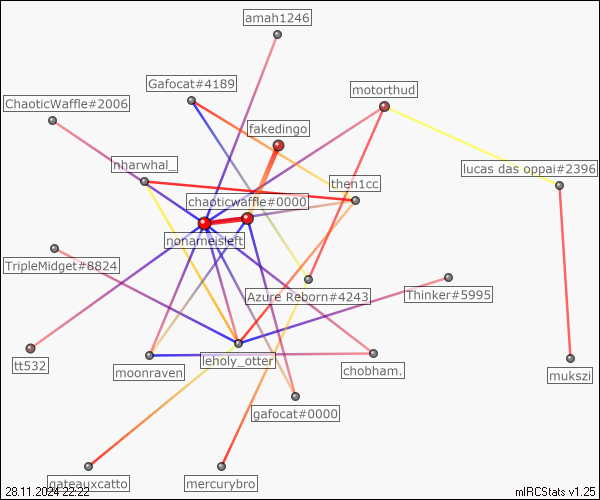 amah1246
Gafocat#4189
motorthud
ChaoticWaffle#2006
fakedingo
nharwhal_
lucas das oppai#2396
then1cc
chaoticwaffle#0000
nonameisleft
TripleMidget#8824
Azure Reborn#4243
Thinker#5995
leholy_otter
tt532
moonraven
chobham.
mukszi
gafocat#0000
gateauxcatto
mercurybro
28.11.2024 22:22
mIRCStats v1.25